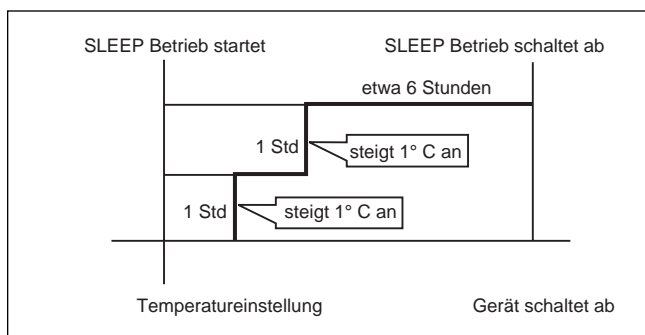 SLEEP Betrieb startet
SLEEP Betrieb schaltet ab
etwa 6 Stunden
1 Std
steigt 1° C an
1 Std
steigt 1° C an
Temperatureinstellung
Gerät schaltet ab